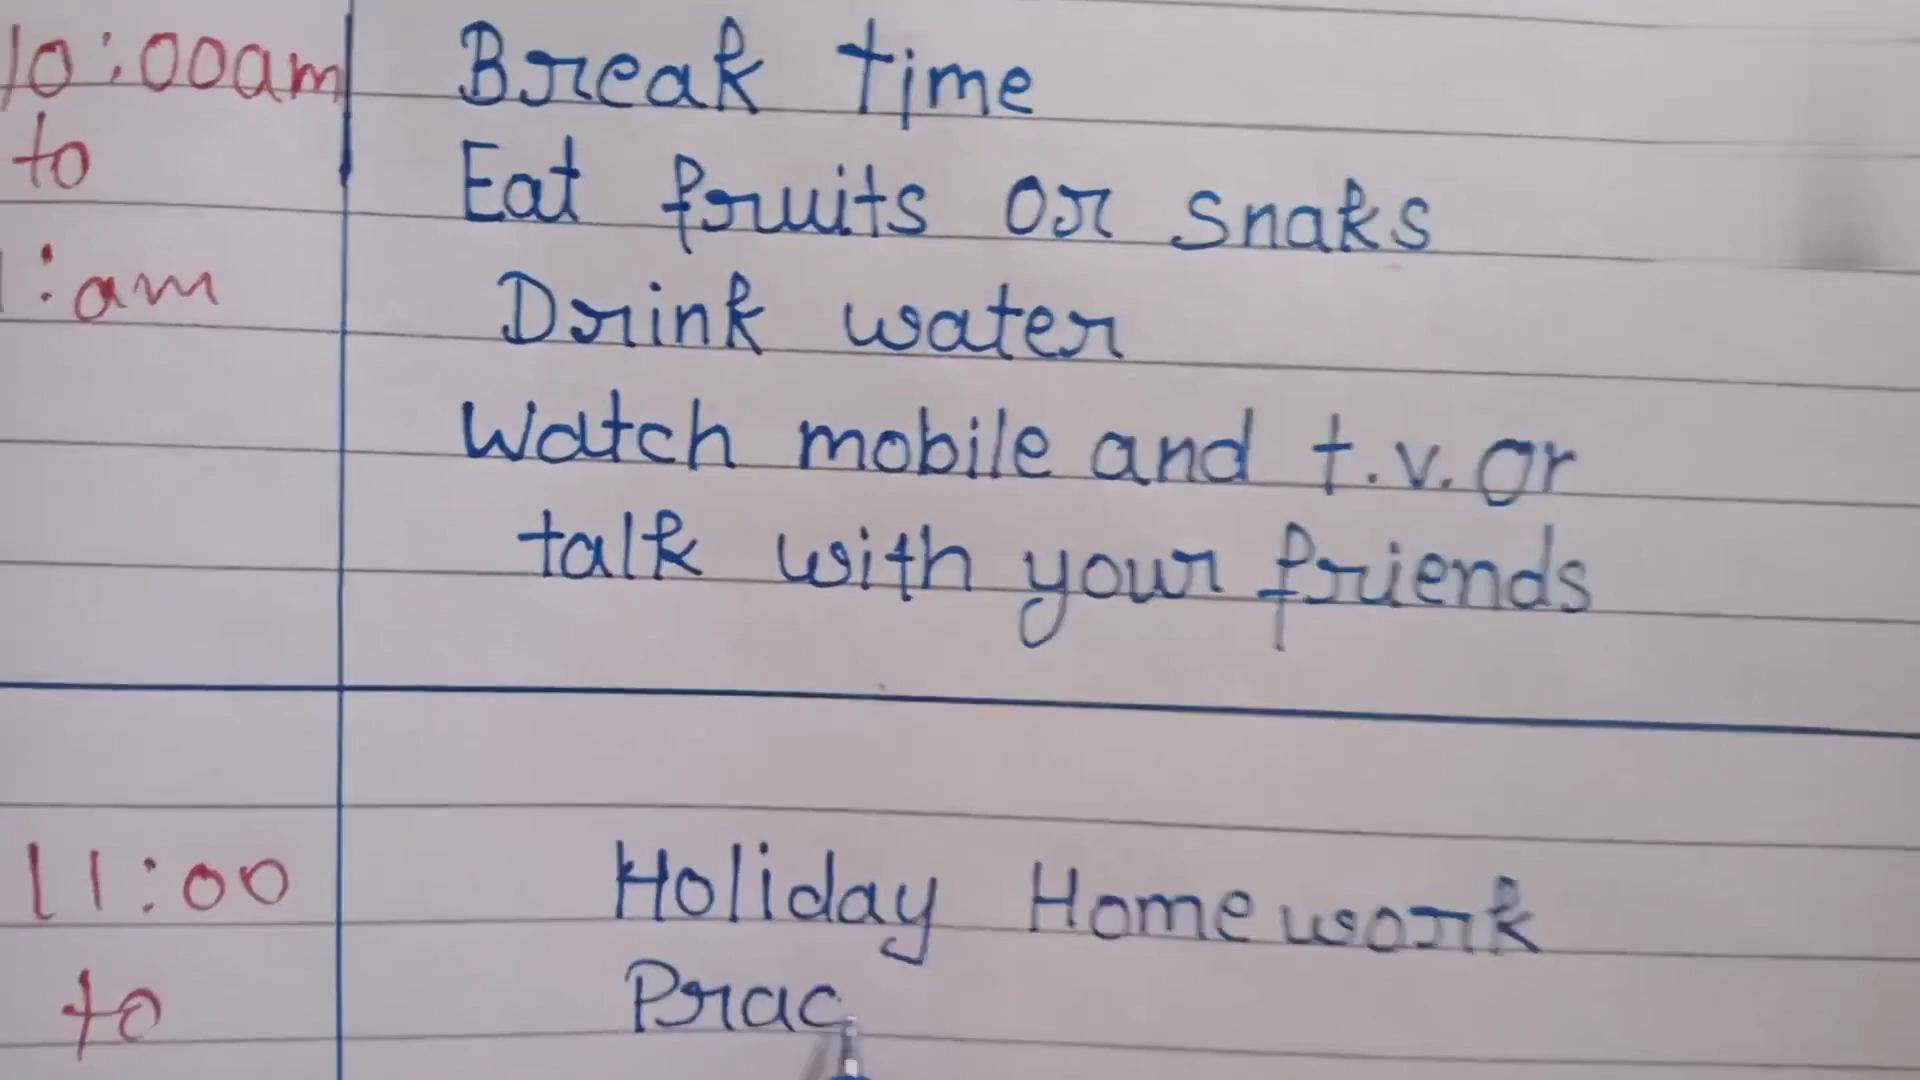 10:00am Break time
to Eat fruits or snaks
:am Drink water
Watch mobile and t.v. or
talk with your friends
11:00 Holiday Homework
to Prac